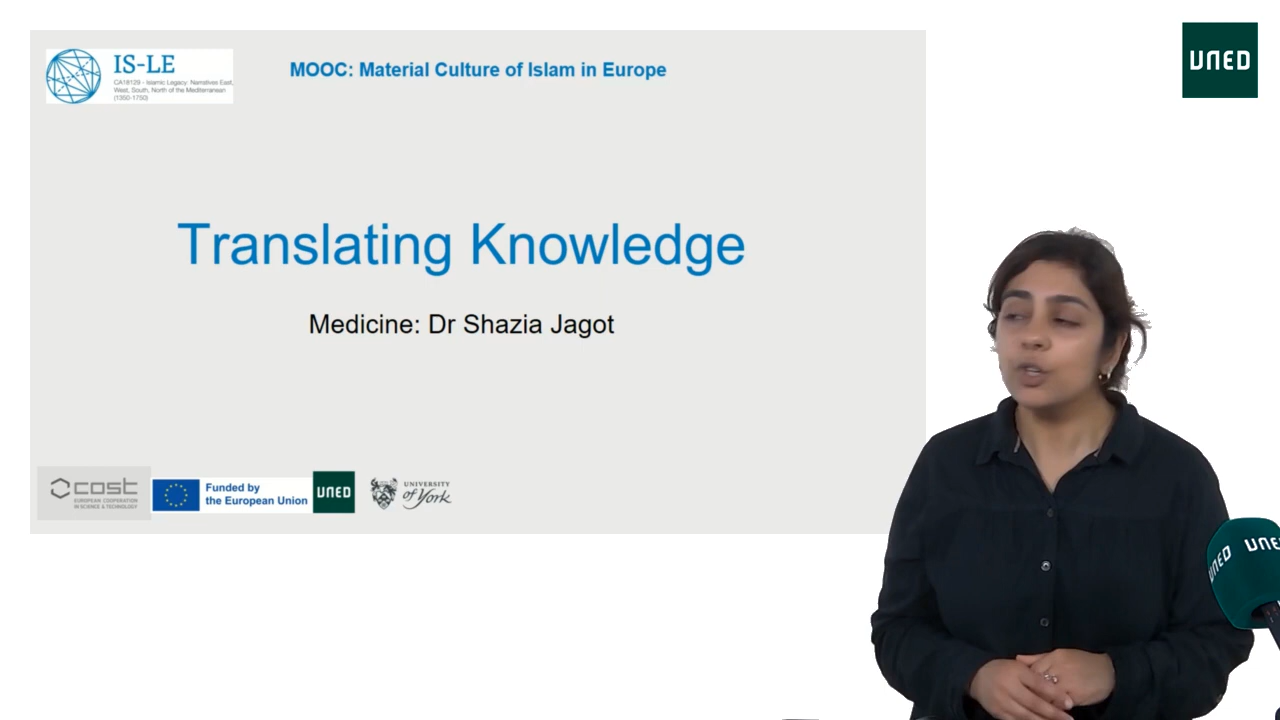 IS-LE
CA18129 - Islamic Legacy: Narratives East,
West, South, North of the Mediterranean
(1350-1750)
MOOC: Material Culture of Islam in Europe
UNED
Translating Knowledge
Medicine: Dr Shazia Jagot
cost
EUROPEAN COOPERATION
IN SCIENCE & TECHNOLOGY
Funded by
the European Union
UNED
UNIVERSITY
of York
UNED UNE